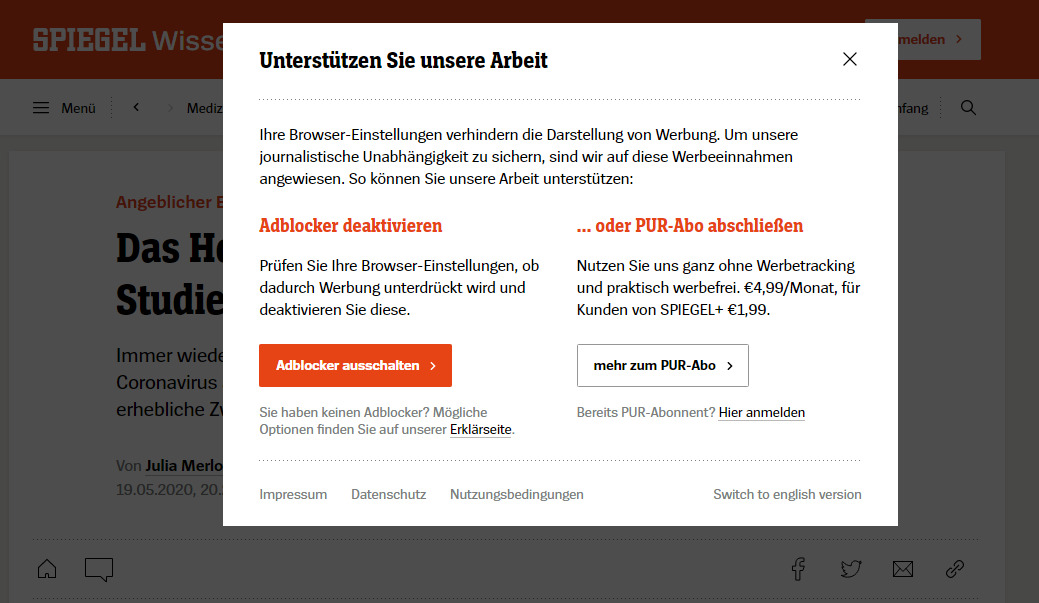 SPIEGEL Wisse
melden
Menü
Mediz
nfang
Unterstützen Sie unsere Arbeit
Ihre Browser-Einstellungen verhindern die Darstellung von Werbung. Um unsere
journalistische Unabhängigkeit zu sichern, sind wir auf diese Werbeeinnahmen
angewiesen. So können Sie unsere Arbeit unterstützen:
Adblocker deaktivieren
Prüfen Sie Ihre Browser-Einstellungen, ob
dadurch Werbung unterdrückt wird und
deaktivieren Sie diese.
Adblocker ausschalten
Sie haben keinen Adblocker? Mögliche
Optionen finden Sie auf unserer Erklärseite.
... oder PUR-Abo abschließen
Nutzen Sie uns ganz ohne Werbetracking
und praktisch werbefrei. €4,99/Monat, für
Kunden von SPIEGEL+ €1,99.
mehr zum PUR-Abo
Bereits PUR-Abonnent? Hier anmelden
Impressum Datenschutz Nutzungsbedingungen Switch to english version
Angeblicher
Das
Studie
Immer wiede
Coronavirus
erhebliche
Von Julia Merlo
19.05.2020, 20.